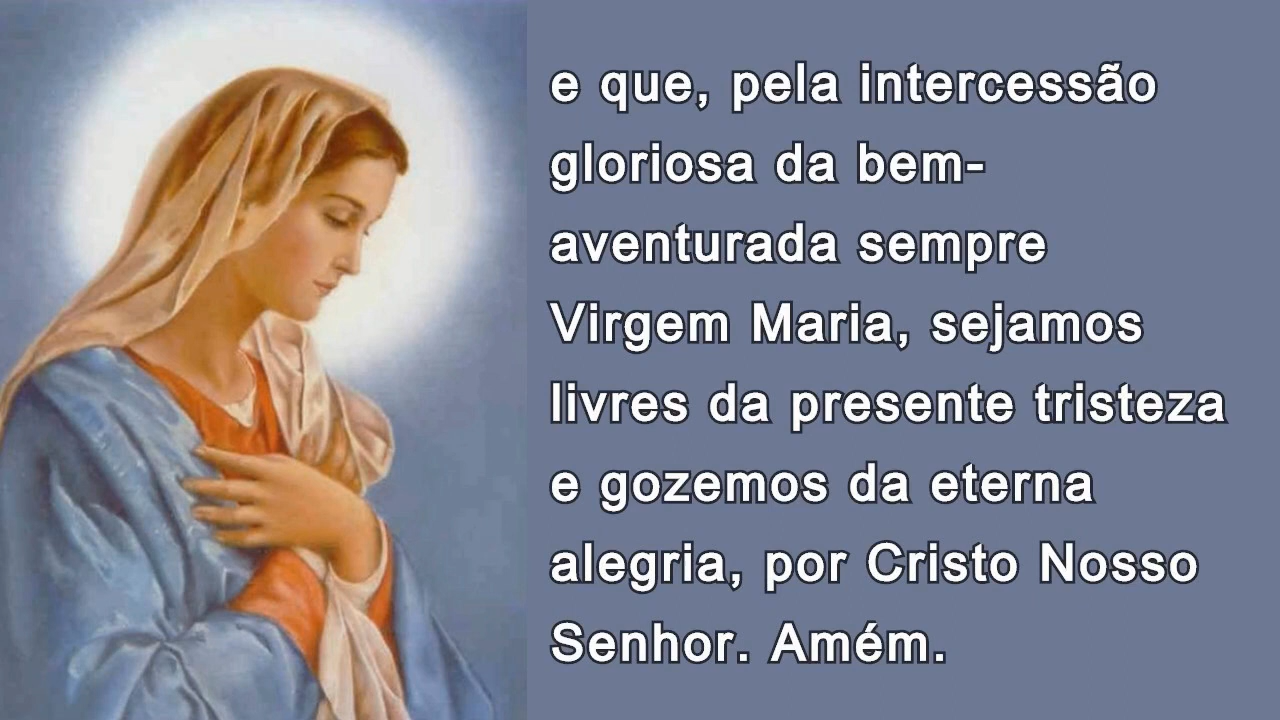 e que, pela intercessão
gloriosa da bem-
aventurada sempre
Virgem Maria, sejamos
livres da presente tristeza
e gozemos da eterna
alegria, por Cristo Nosso
Senhor. Amém.